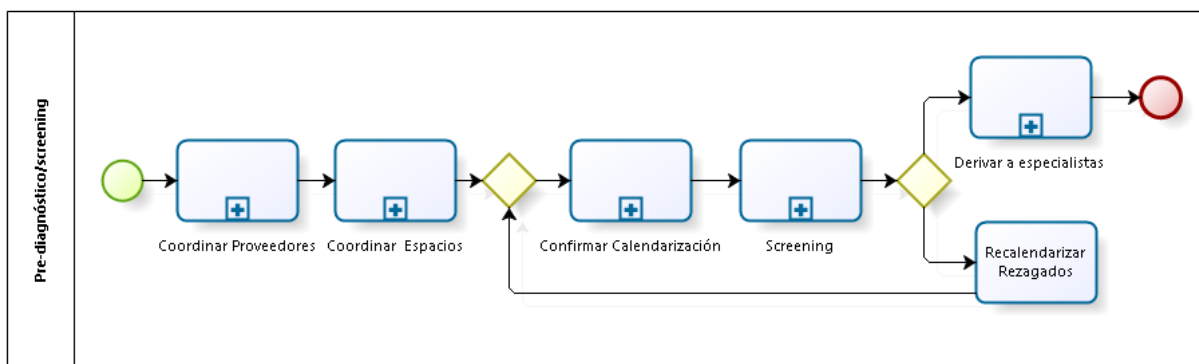 Pre-diagnóstico/screening
Coordinar Proveedores
Coordinar Espacios
Confirmar Calendarización
Screening
Derivar a especialistas
Recalendarizar
Rezagados